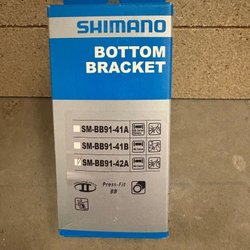 SHIMANO
BOTTOM
BRACKET
SM-BB91-41A
SM-BB91-41B
SM-BB91-42A
Press-Fit
BB